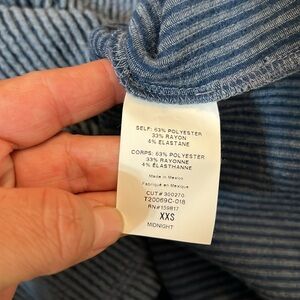 SELF: 63% POLYESTER
33% RAYON
4% ELASTANE
CORPS: 63% POLYESTER
33% RAYONNE
4% ELASTHANNE
Made in Mexico
Fabriqué en Mexique
CUT# 300270
T20069C-018
RN#159817
XXS
MIDNIGHT